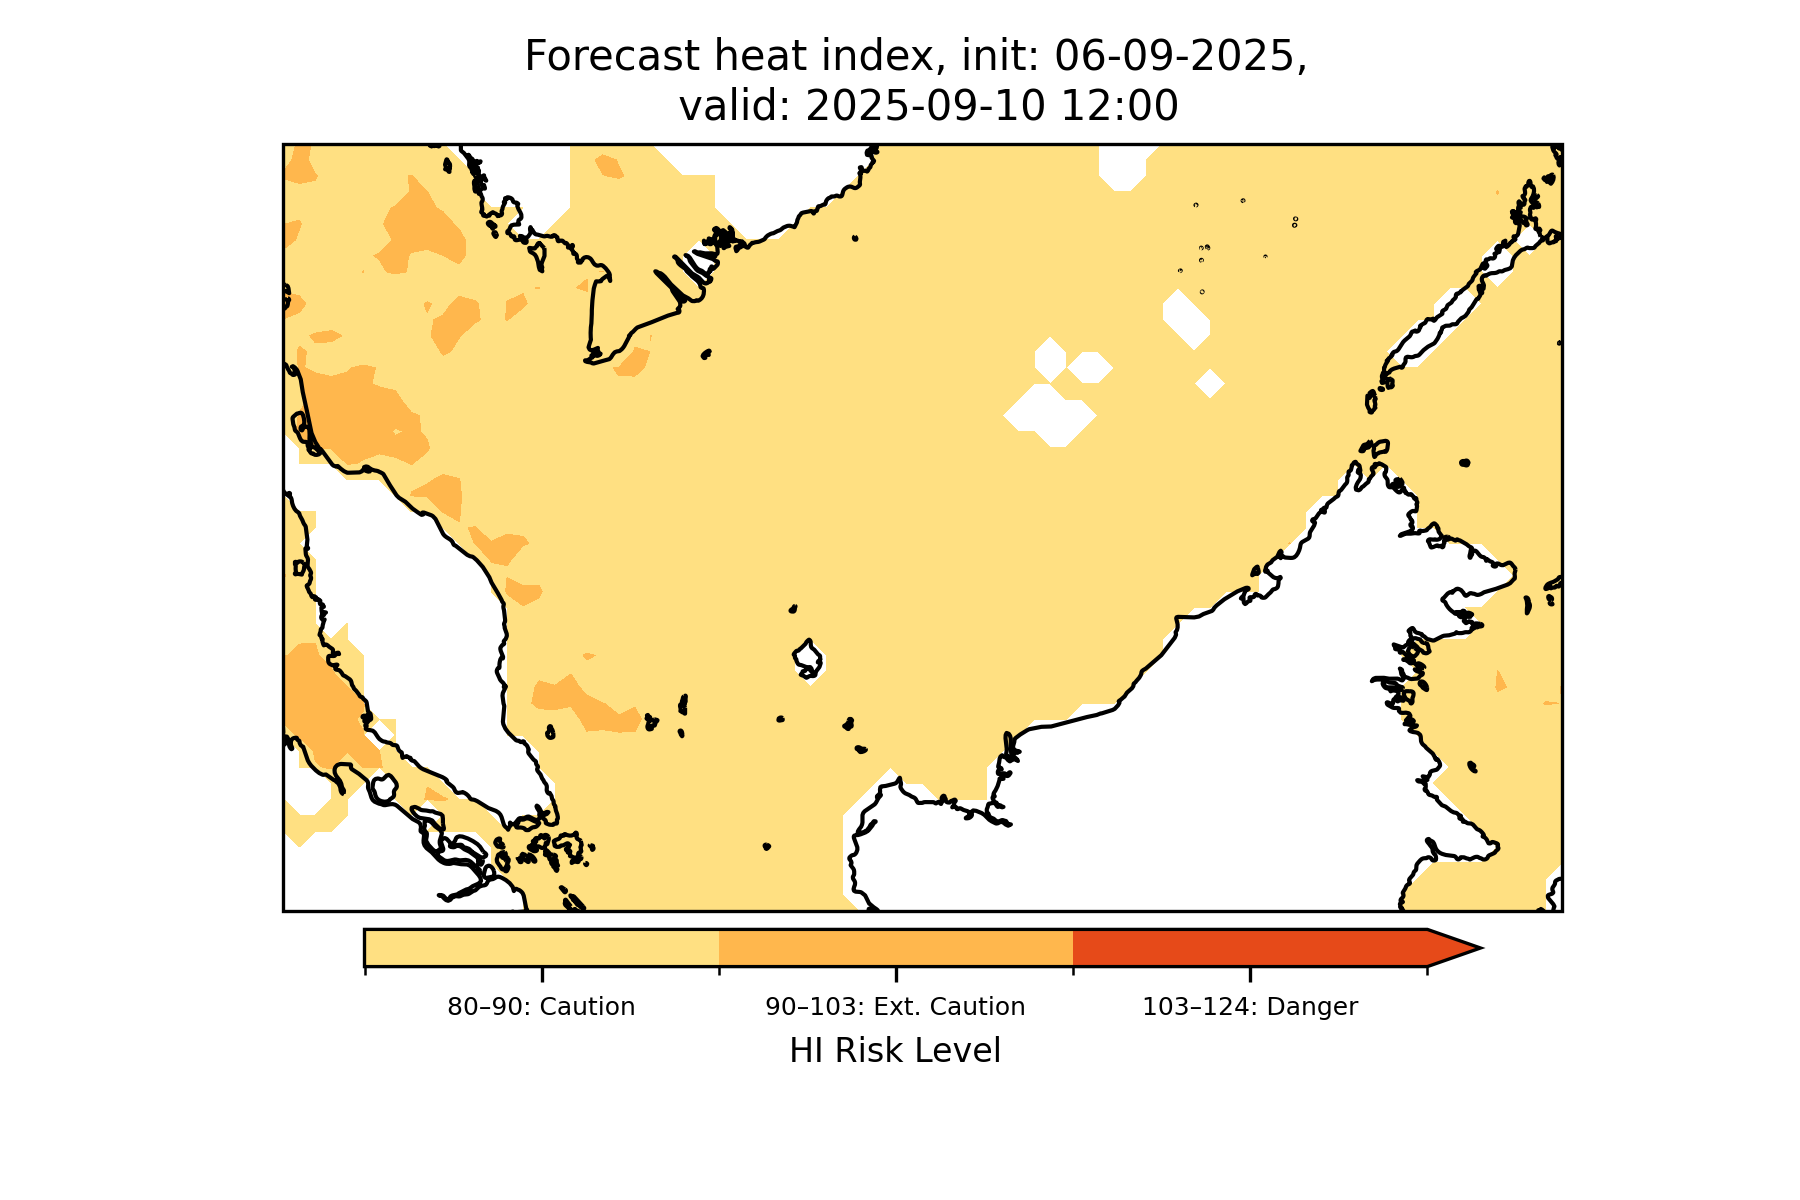 Forecast heat index, init: 06-09-2025,
valid: 2025-09-10 12:00
80–90: Caution
90–103: Ext. Caution
103–124: Danger
HI Risk Level